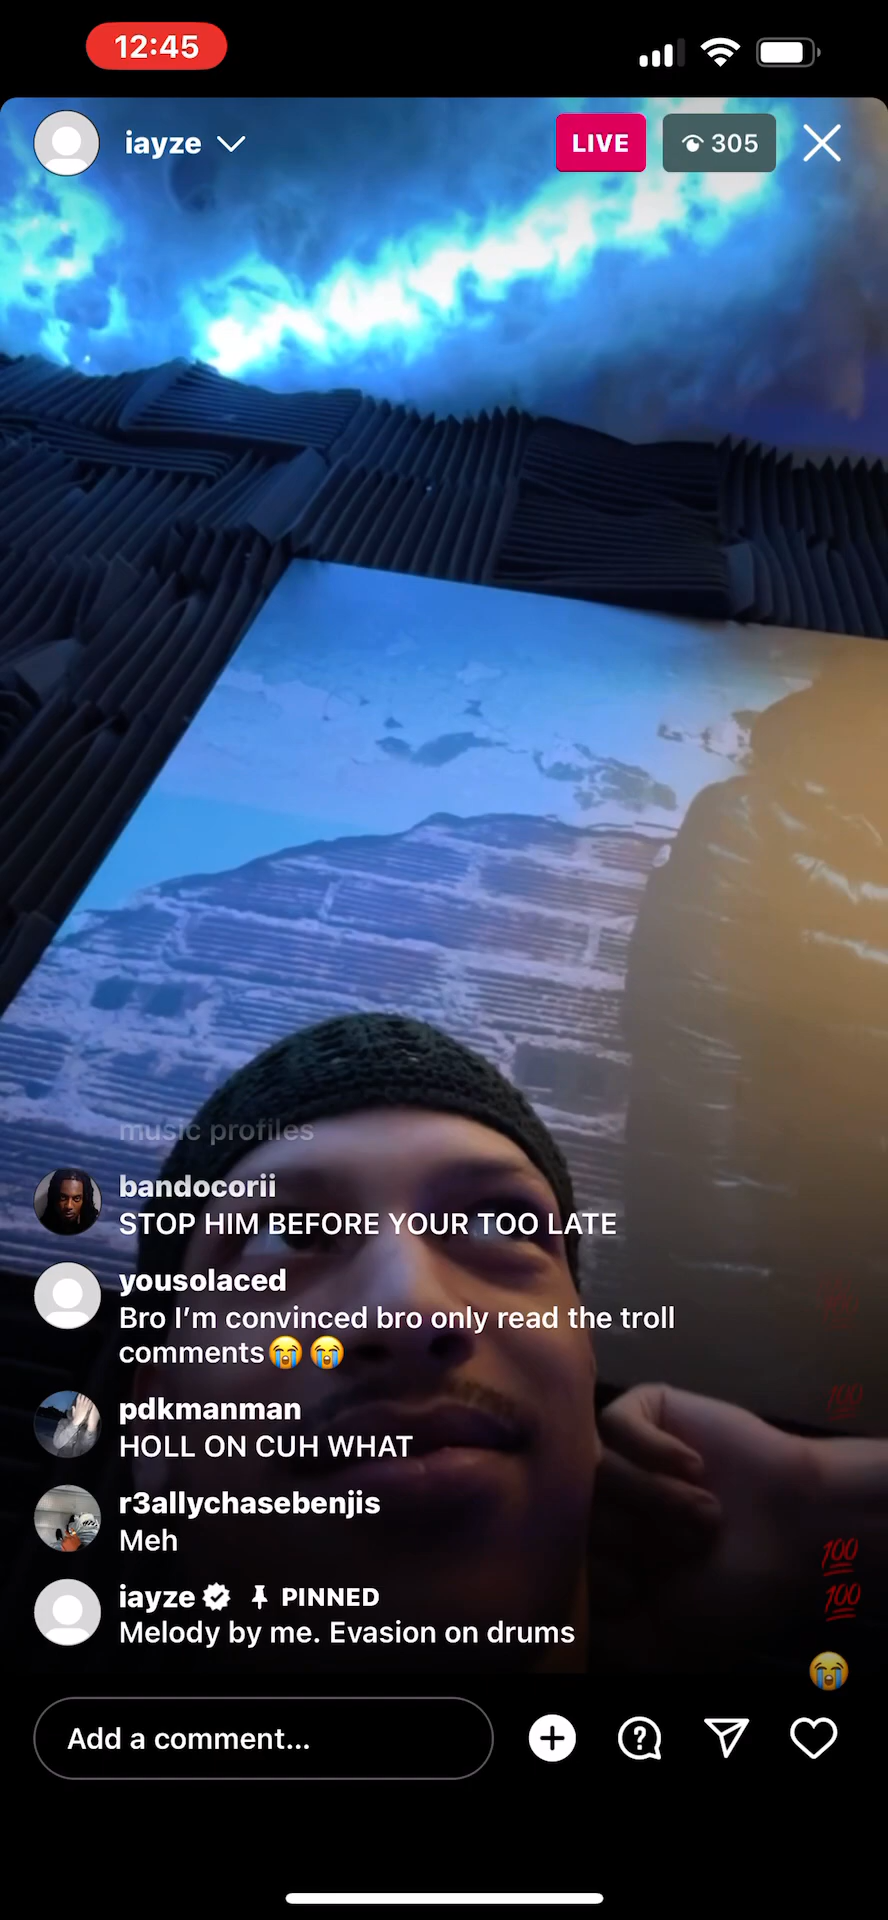 12:45
iayze
LIVE
305
music profiles
bandocorii
STOP HIM BEFORE YOUR TOO LATE
yousolaced
Bro I’m convinced bro only read the troll
comments😭😭
pdkmanman
HOLL ON CUH WHAT
r3allychasebenjis
Meh
iayze PINNED
Melody by me. Evasion on drums
💯
💯
💯
😭
Add a comment...